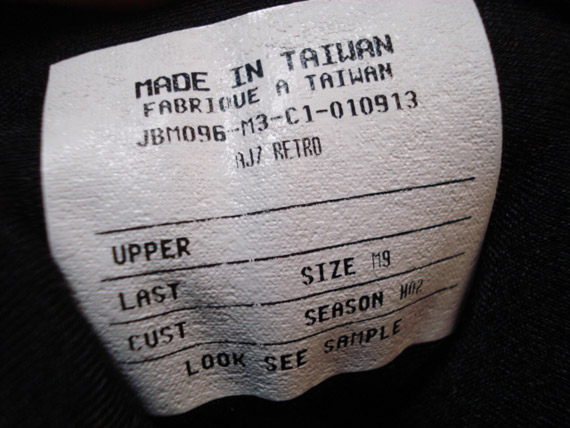 MADE IN TAIWAN
FABRIQUE A TAIWAN
JBM096-M3-C1-010913
AJ7 RETRO
UPPER
LAST SIZE M9
CUST SEASON H02
LOOK SEE SAMPLE